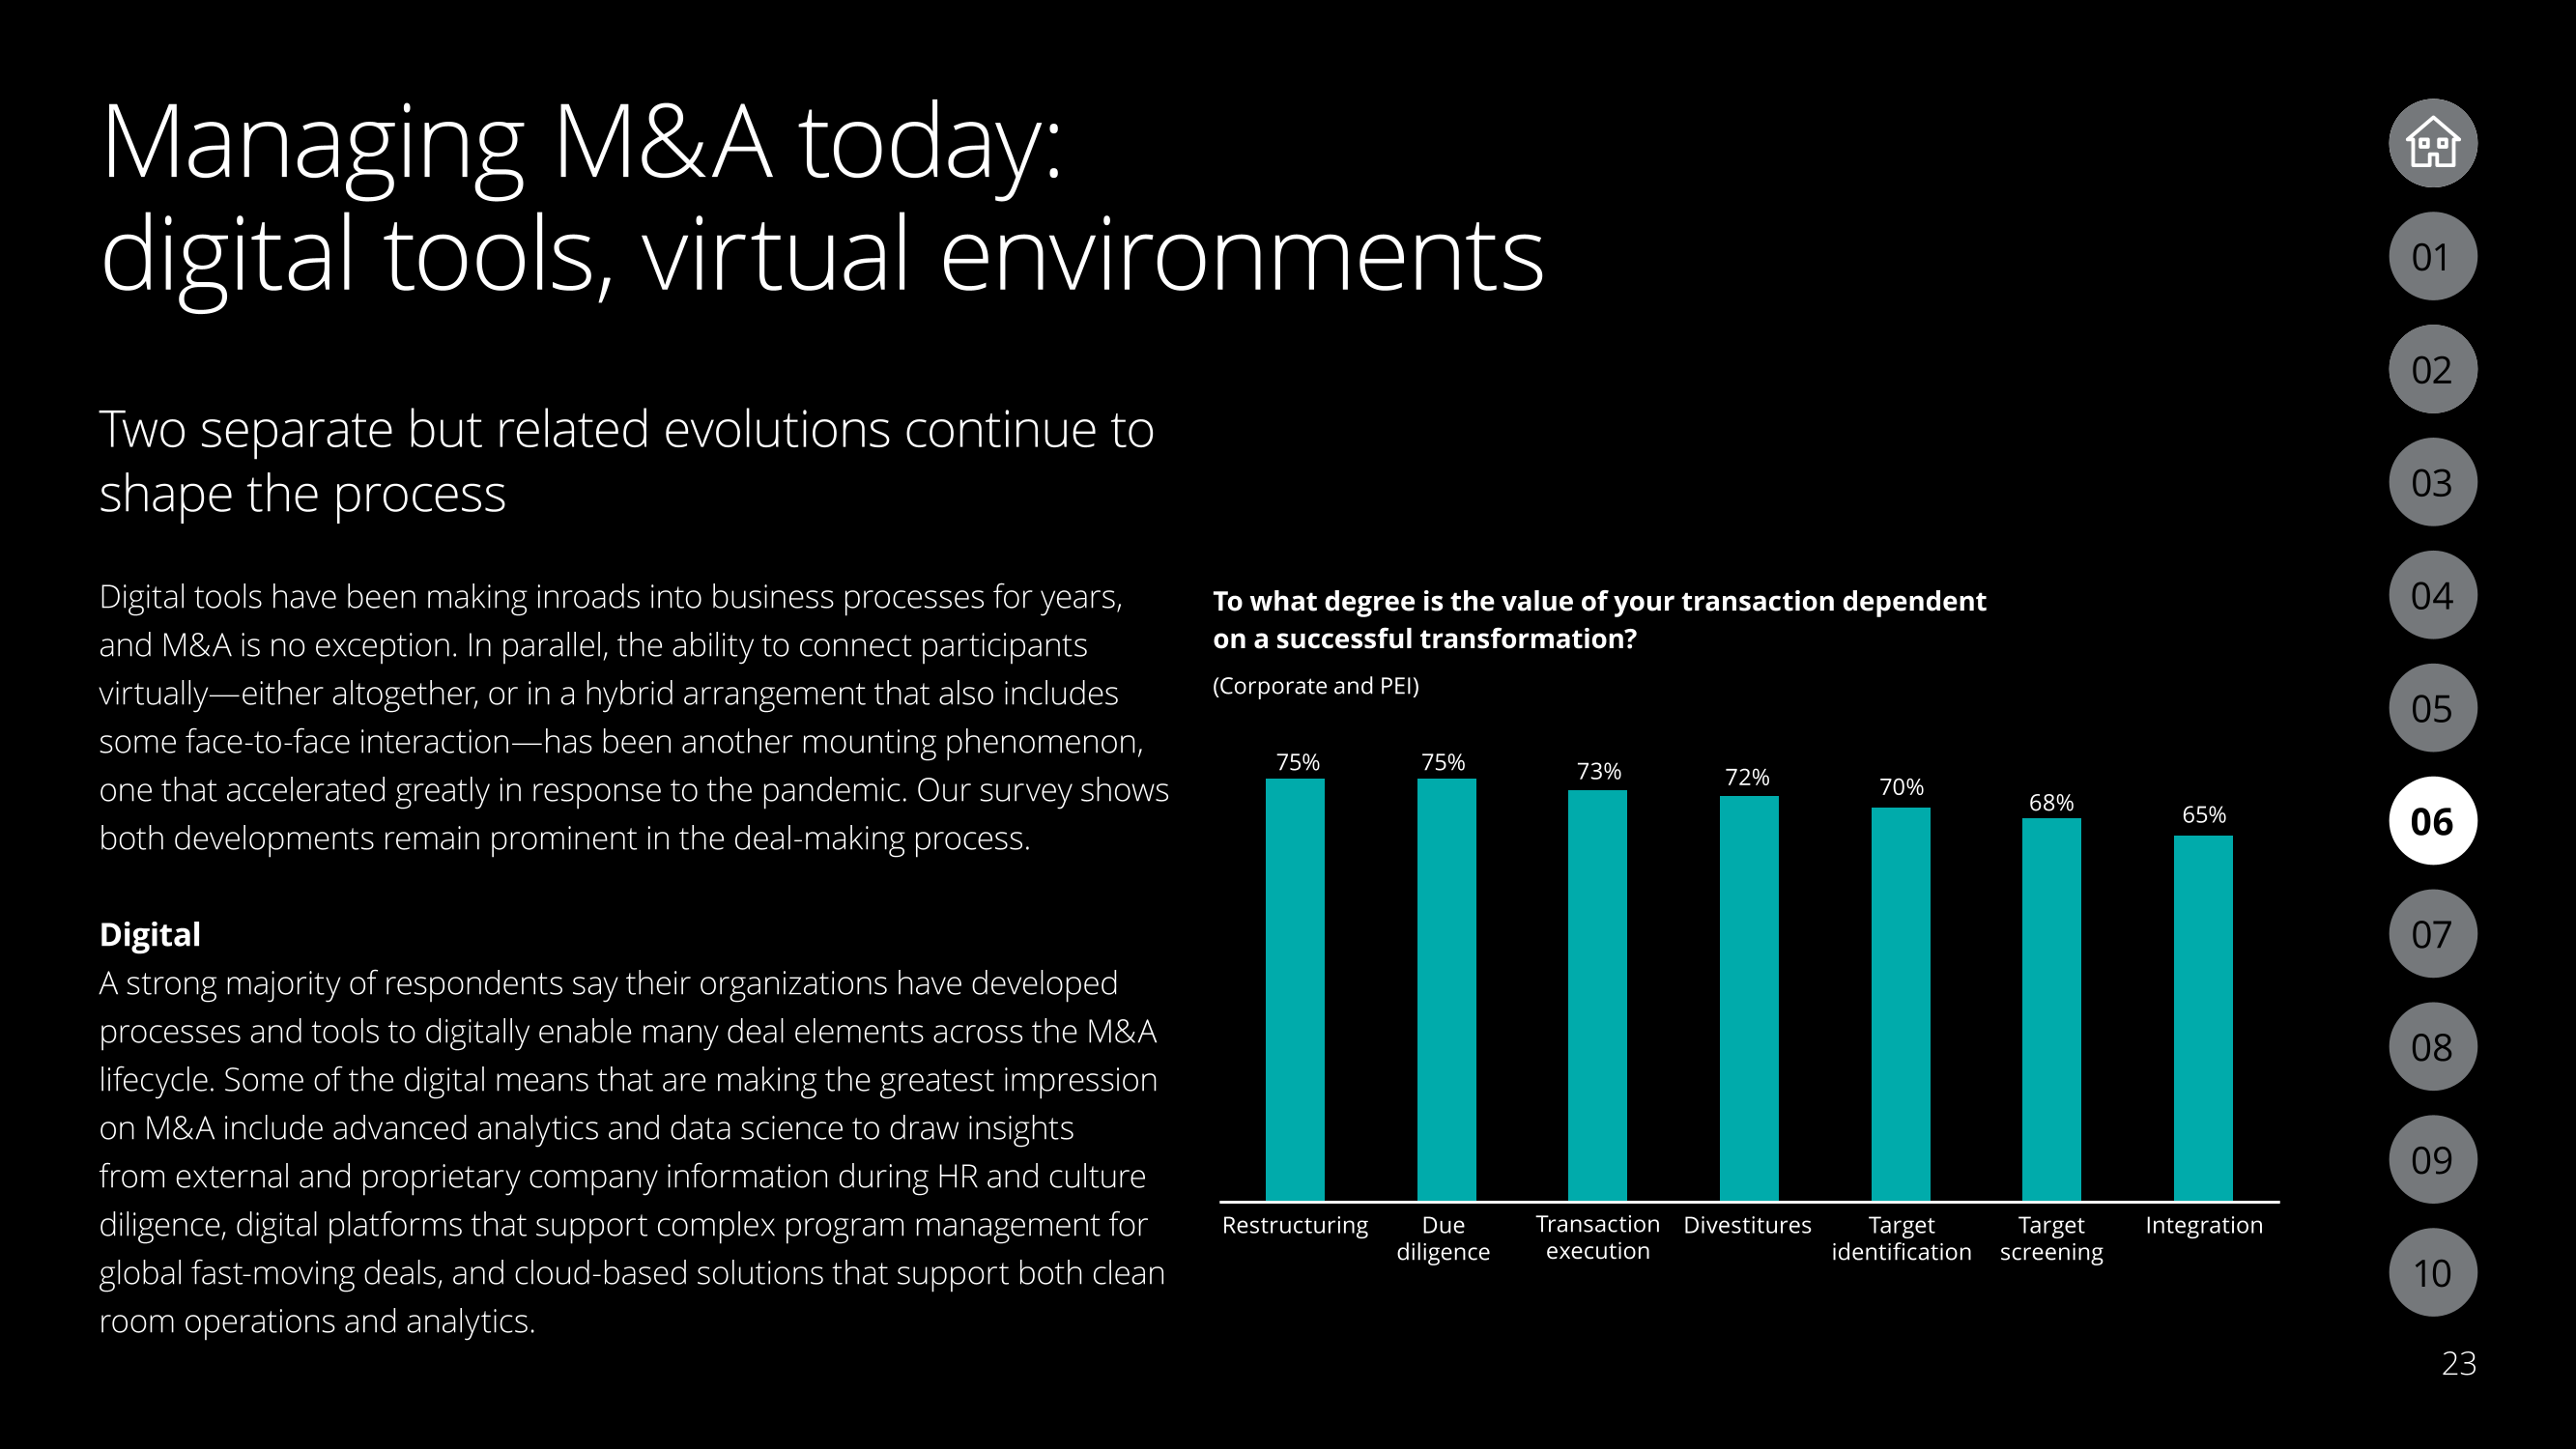 Managing M&A today:
digital tools, virtual environments
Two separate but related evolutions continue to
shape the process
Digital tools have been making inroads into business processes for years,
and M&A is no exception. In parallel, the ability to connect participants
virtually—either altogether, or in a hybrid arrangement that also includes
some face-to-face interaction—has been another mounting phenomenon,
one that accelerated greatly in response to the pandemic. Our survey shows
both developments remain prominent in the deal-making process.
Digital
A strong majority of respondents say their organizations have developed
processes and tools to digitally enable many deal elements across the M&A
lifecycle. Some of the digital means that are making the greatest impression
on M&A include advanced analytics and data science to draw insights
from external and proprietary company information during HR and culture
diligence, digital platforms that support complex program management for
global fast-moving deals, and cloud-based solutions that support both clean
room operations and analytics.
To what degree is the value of your transaction dependent
on a successful transformation?
(Corporate and PEI)
75% 75% 73% 72% 70% 68% 65%
Restructuring Due Transaction Divestitures Target Target Integration
diligence execution identification screening
01
02
03
04
05
06
07
08
09
10
23